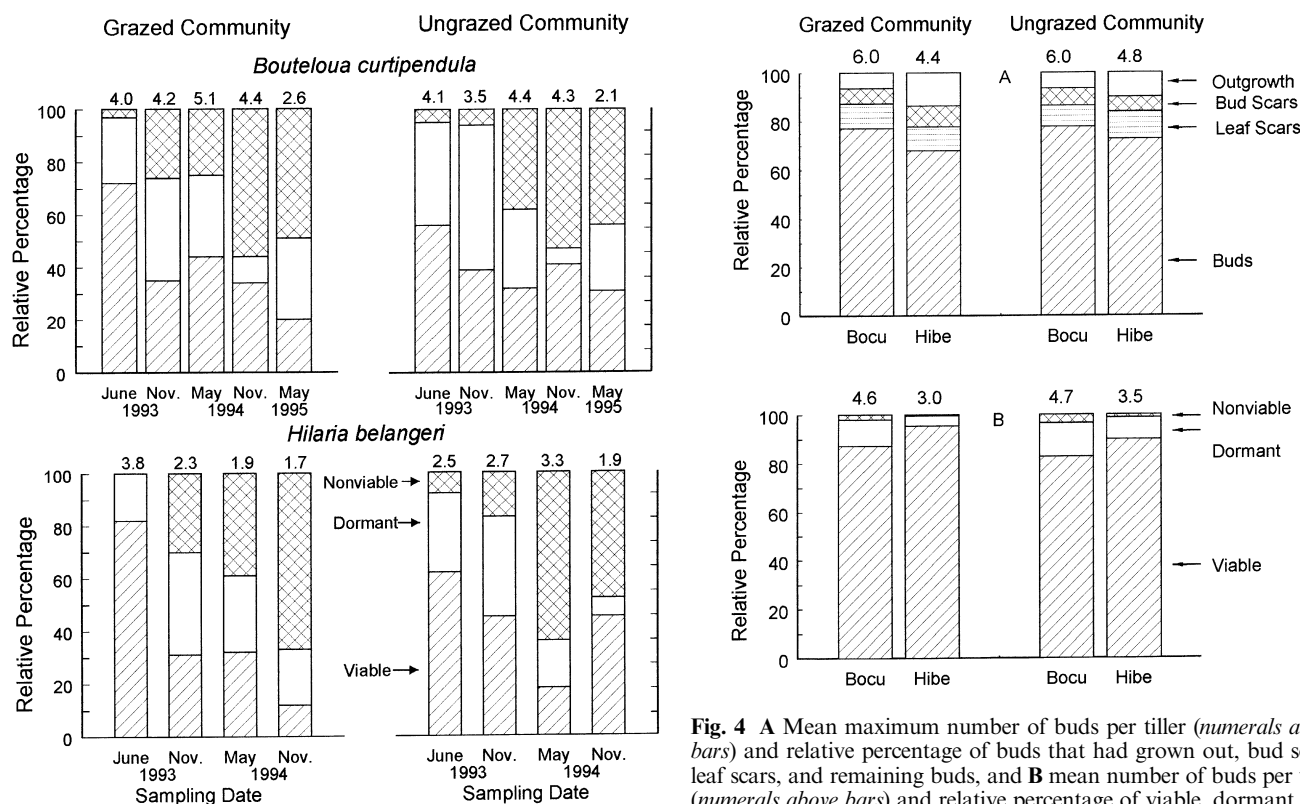 Grazed Community
Ungrazed Community
Bouteloua curtipendula
4.0 4.2 5.1 4.4 2.6
4.1 3.5 4.4 4.3 2.1
Relative Percentage
100
80
60
40
20
0
June Nov. May Nov. May
1993 1994 1995
June Nov. May Nov. May
1993 1994 1995
Hilaria belangeri
3.8 2.3 1.9 1.7
2.5 2.7 3.3 1.9
Relative Percentage
100
80
60
40
20
0
Nonviable
Dormant
Viable
June Nov. May Nov.
1993 1994
Sampling Date
June Nov. May Nov.
1993 1994
Sampling Date
Grazed Community
Ungrazed Community
6.0 4.4
A
6.0 4.8
Relative Percentage
100
80
60
40
20
0
Outgrowth
Bud Scars
Leaf Scars
Buds
Bocu Hibe
Bocu Hibe
4.6 3.0
B
4.7 3.5
Relative Percentage
100
80
60
40
20
0
Nonviable
Dormant
Viable
Bocu Hibe
Bocu Hibe
Fig. 4 A Mean maximum number of buds per tiller (numerals a
bars) and relative percentage of buds that had grown out, bud s
leaf scars, and remaining buds, and B mean number of buds per
(numerals above bars) and relative percentage of viable, dormant